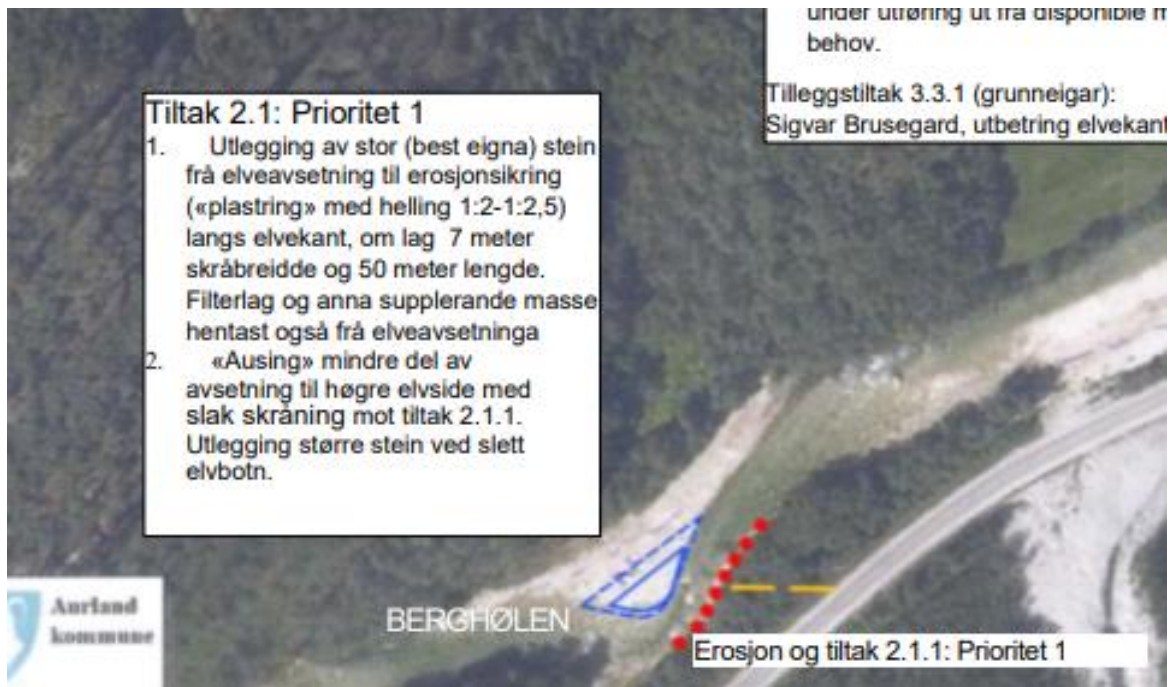 under utføring ut frå disponible
behov.
Tilleggstiltak 3.3.1 (grunneigar):
Sigvar Brusegard, utbetring elvekant
Tiltak 2.1: Prioritet 1
1. Utlegging av stor (best eigna) stein
frå elveavsetning til erosjonsikring
(«plastring» med helling 1:2-1:2,5)
langs elvekant, om lag 7 meter
skråbreidde og 50 meter lengde.
Filterlag og anna supplerande masse
hentast også frå elveavsetninga
2. «Ausing» mindre del av
avsetning til høgre elvside med
slak skråning mot tiltak 2.1.1.
Utlegging større stein ved slett
elvbotn.
Aurland
kommune
BERGHØLEN
Erosjon og tiltak 2.1.1: Prioritet 1